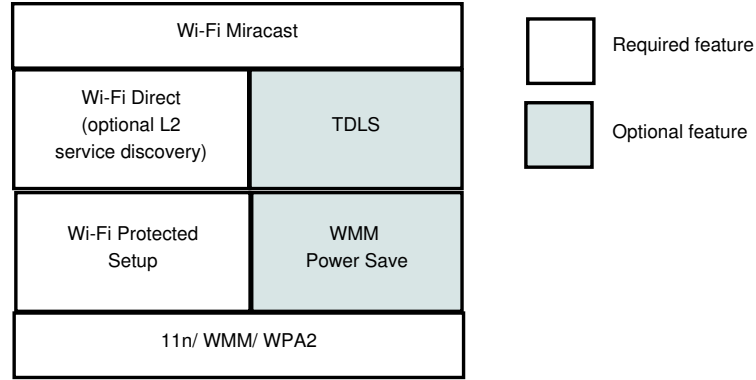 Wi-Fi Miracast
Required feature
Wi-Fi Direct
(optional L2
service discovery)
TDLS
Optional feature
Wi-Fi Protected
Setup
WMM
Power Save
11n/ WMM/ WPA2